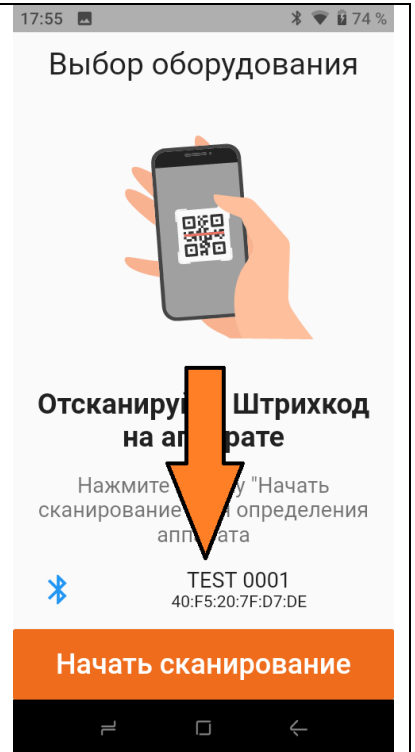 17:55 74 %
Выбор оборудования
Штрихкод
на
Нажмите "Начать
сканирование определения
TEST 0001
40:F5:20:7F:D7:DE
Начать сканирование